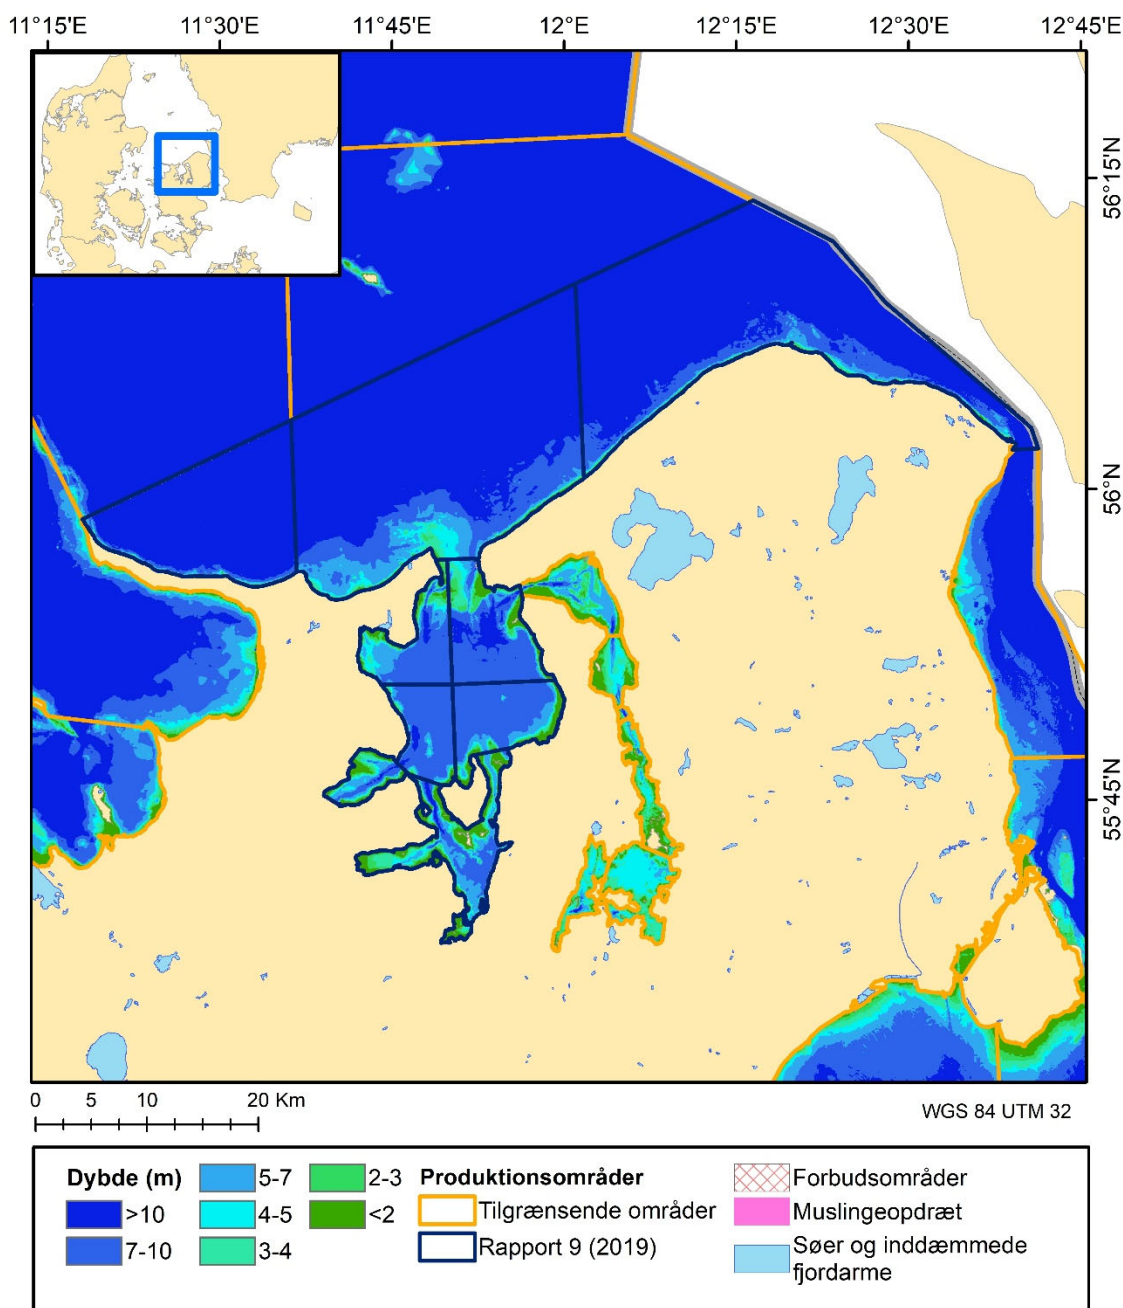 11°15'E 11°30'E 11°45'E 12°E 12°15'E 12°30'E 12°45'E
56°15'N
56°N
55°45'N
0 5 10 20 Km
WGS 84 UTM 32
Dybde (m)
>10
7-10
5-7
4-5
3-4
2-3
<2
Produktionsområder
Tilgrænsende områder
Rapport 9 (2019)
Forbudsområder
Muslingeopdræt
Søer og inddæmmede
fjordarme